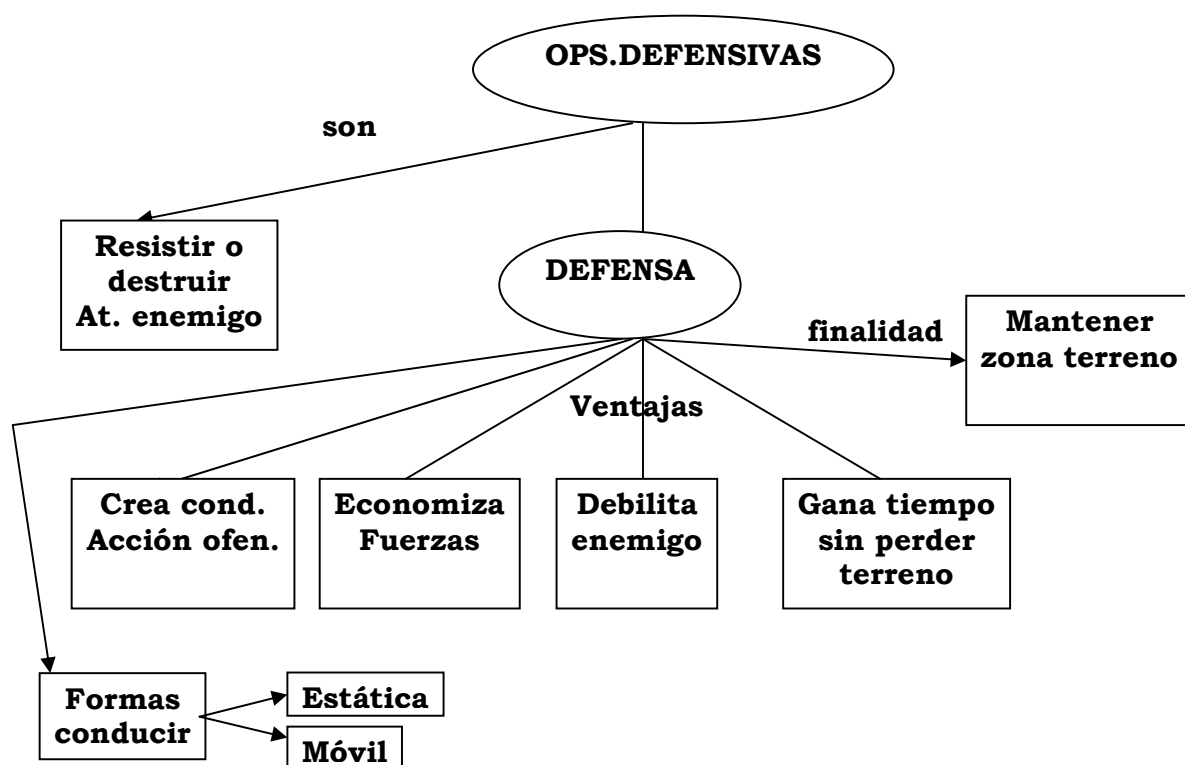 OPS.DEFENSIVAS
son
Resistir o
destruir
At. enemigo
DEFENSA
finalidad
Mantener
zona terreno
Ventajas
Crea cond.
Acción ofen.
Economiza
Fuerzas
Debilita
enemigo
Gana tiempo
sin perder
terreno
Formas
conducir
Estática
Móvil